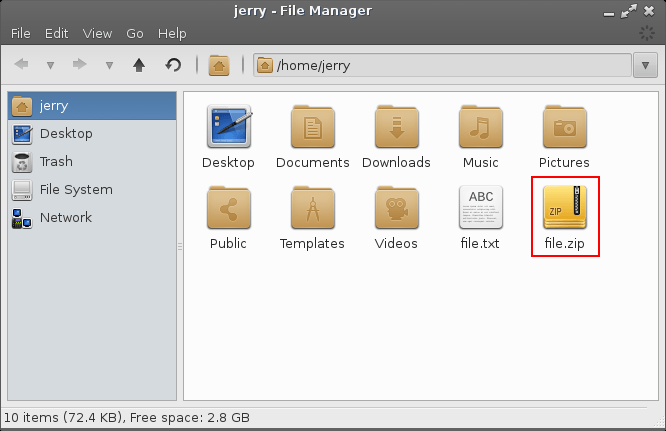 jerry - File Manager
File Edit View Go Help
/home/jerry
jerry
Desktop
Trash
File System
Network
Desktop Documents Downloads Music Pictures
ABC
ZIP
Public Templates Videos file.txt file.zip
10 items (72.4 KB), Free space: 2.8 GB